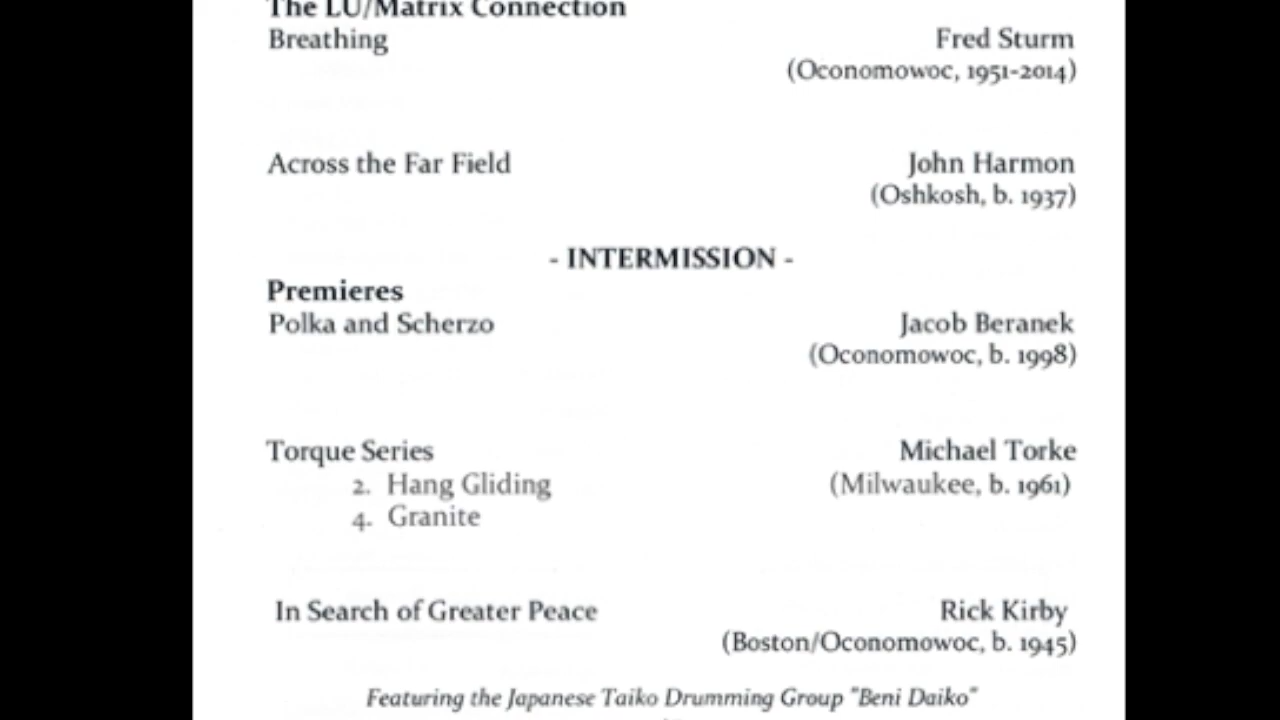 The LU/Matrix Connection
Breathing Fred Sturm
(Oconomowoc, 1951-2014)
Across the Far Field John Harmon
(Oshkosh, b. 1937)
- INTERMISSION -
Premieres
Polka and Scherzo Jacob Beranek
(Oconomowoc, b. 1998)
Torque Series Michael Torke
2. Hang Gliding (Milwaukee, b. 1961)
4. Granite
In Search of Greater Peace Rick Kirby
(Boston/Oconomowoc, b. 1945)
Featuring the Japanese Taiko Drumming Group "Beni Daiko"